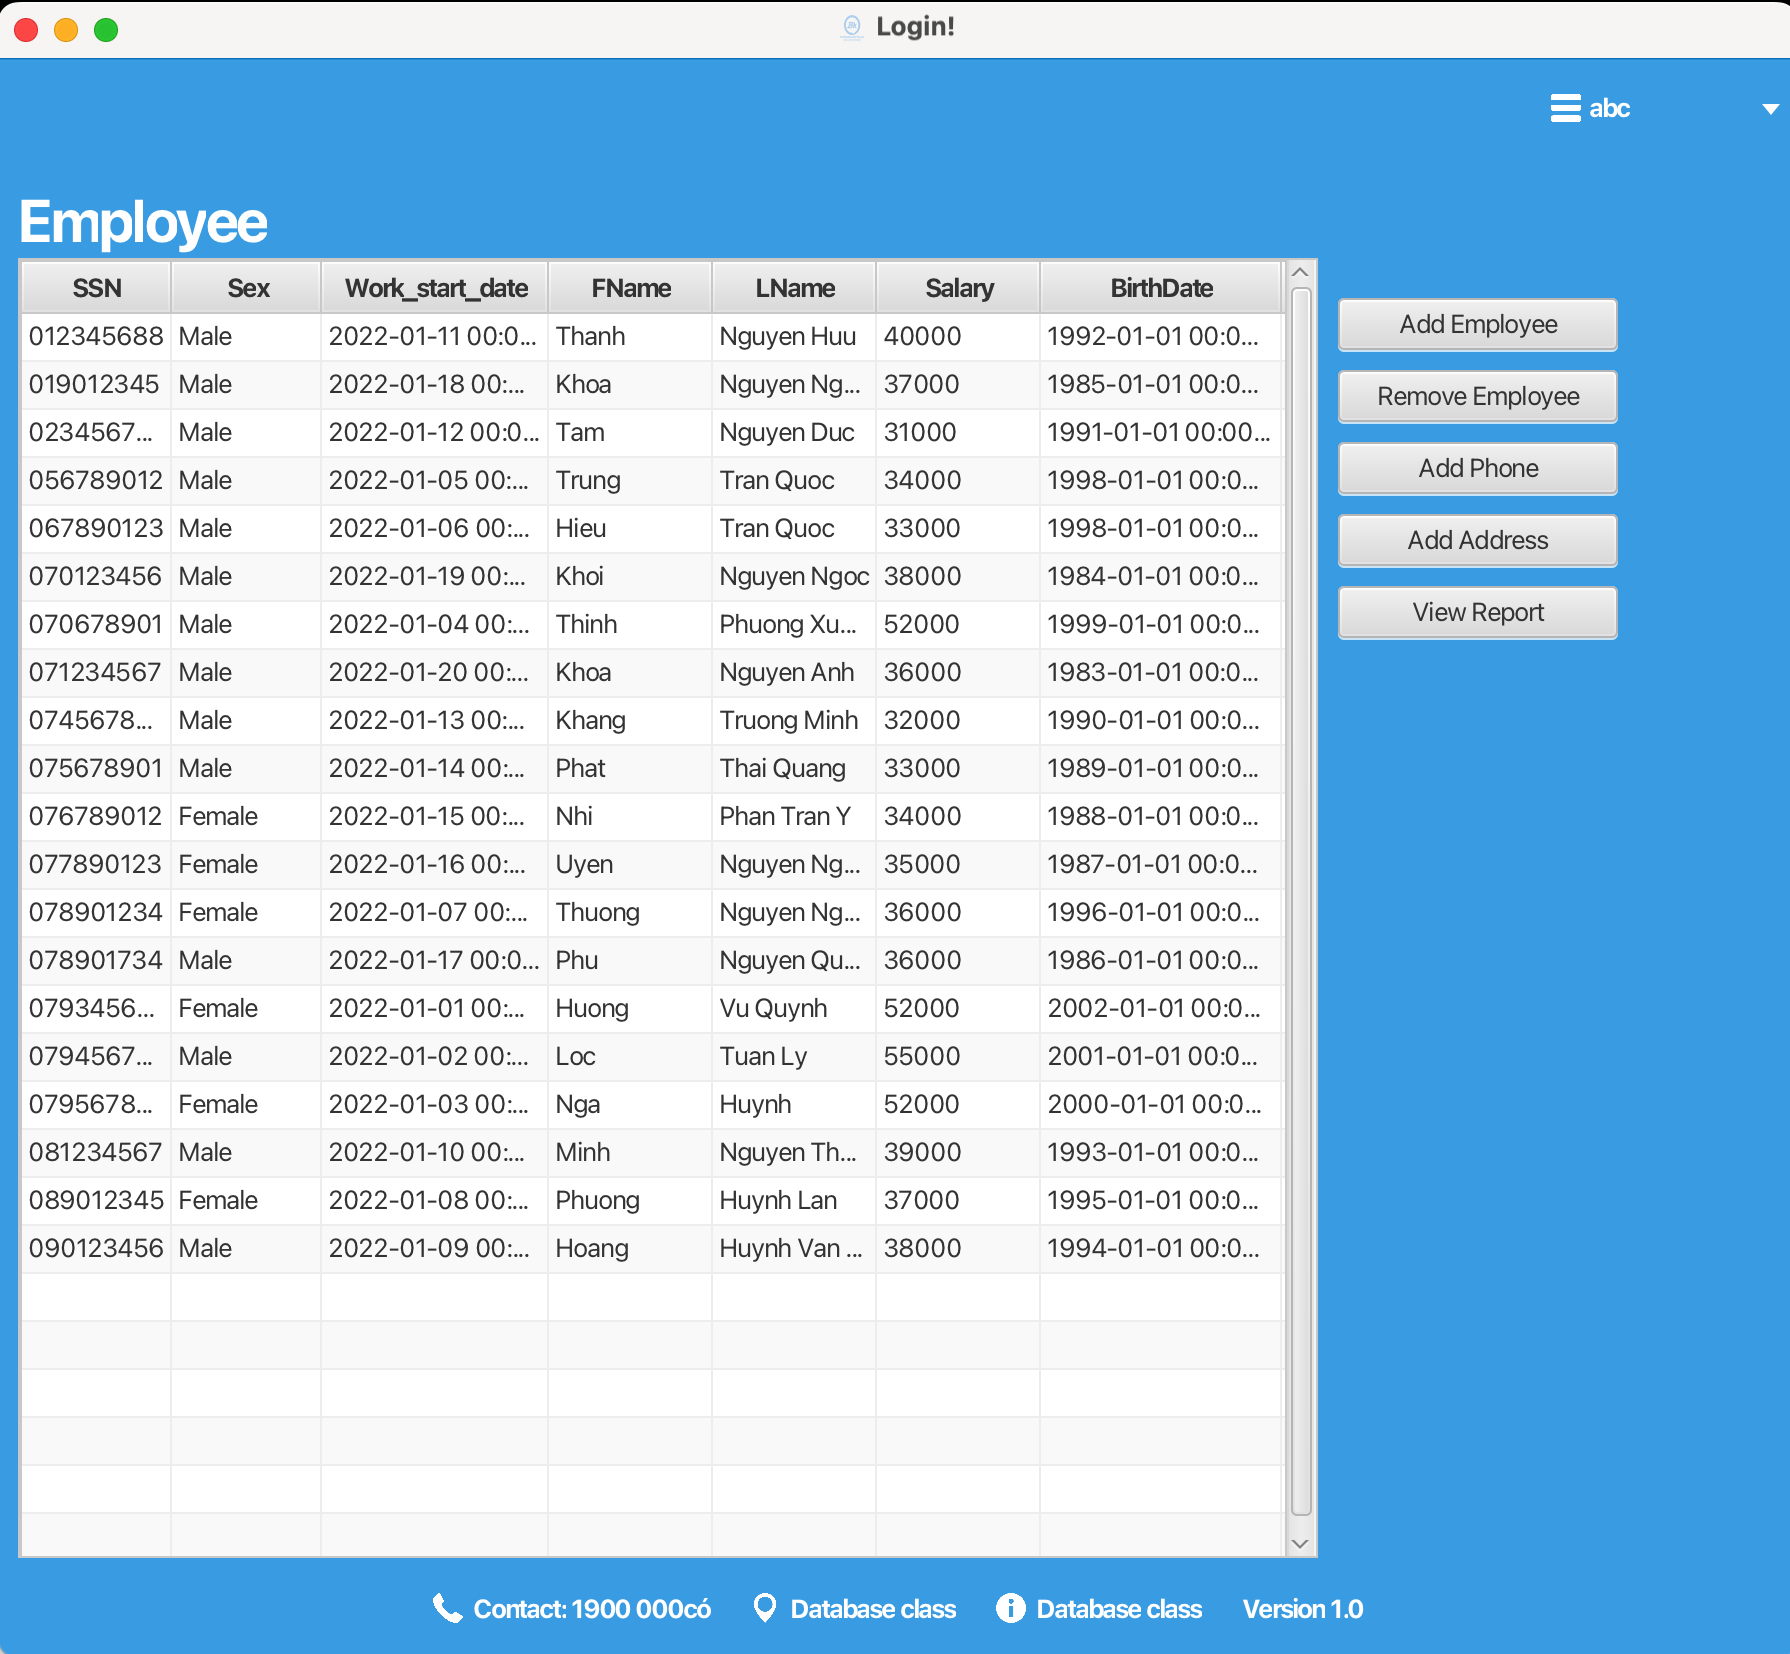 Login!
abc
Employee
SSN Sex Work_start_date FName LName Salary BirthDate
012345688 Male 2022-01-11 00:0... Thanh Nguyen Huu 40000 1992-01-01 00:0...
019012345 Male 2022-01-18 00:... Khoa Nguyen Ng... 37000 1985-01-01 00:0...
0234567... Male 2022-01-12 00:0... Tam Nguyen Duc 31000 1991-01-01 00:00...
056789012 Male 2022-01-05 00:... Trung Tran Quoc 34000 1998-01-01 00:0...
067890123 Male 2022-01-06 00:... Hieu Tran Quoc 33000 1998-01-01 00:0...
070123456 Male 2022-01-19 00:... Khoi Nguyen Ngoc 38000 1984-01-01 00:0...
070678901 Male 2022-01-04 00:... Thinh Phuong Xu... 52000 1999-01-01 00:0...
071234567 Male 2022-01-20 00:... Khoa Nguyen Anh 36000 1983-01-01 00:0...
0745678... Male 2022-01-13 00:... Khang Truong Minh 32000 1990-01-01 00:0...
075678901 Male 2022-01-14 00:... Phat Thai Quang 33000 1989-01-01 00:0...
076789012 Female 2022-01-15 00:... Nhi Phan Tran Y 34000 1988-01-01 00:0...
077890123 Female 2022-01-16 00:... Uyen Nguyen Ng... 35000 1987-01-01 00:0...
078901234 Female 2022-01-07 00:... Thuong Nguyen Ng... 36000 1996-01-01 00:0...
078901734 Male 2022-01-17 00:0... Phu Nguyen Qu... 36000 1986-01-01 00:0...
0793456... Female 2022-01-01 00:... Huong Vu Quynh 52000 2002-01-01 00:0...
0794567... Male 2022-01-02 00:... Loc Tuan Ly 55000 2001-01-01 00:0...
0795678... Female 2022-01-03 00:... Nga Huynh 52000 2000-01-01 00:0...
081234567 Male 2022-01-10 00:... Minh Nguyen Th... 39000 1993-01-01 00:0...
089012345 Female 2022-01-08 00:... Phuong Huynh Lan 37000 1995-01-01 00:0...
090123456 Male 2022-01-09 00:... Hoang Huynh Van ... 38000 1994-01-01 00:0...
Add Employee
Remove Employee
Add Phone
Add Address
View Report
Contact: 1900 000có Database class Database class Version 1.0